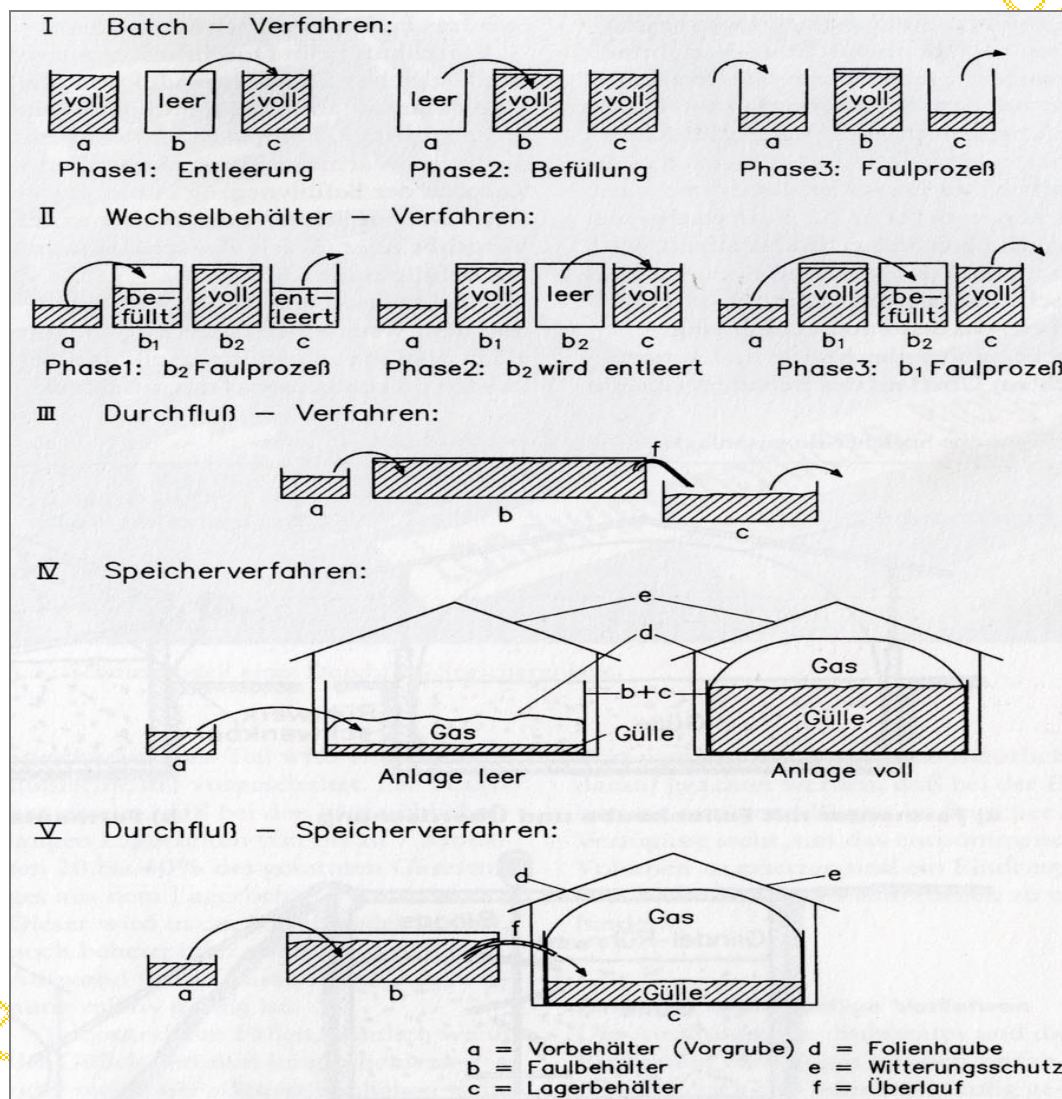 I Batch – Verfahren:
voll leer voll leer voll voll voll
a b c a b c a b c
Phase1: Entleerung Phase2: Befüllung Phase3: Faulprozeß
II Wechselbehälter – Verfahren:
be- voll ent- voll leer voll voll be- voll
füllt leert füllt
a b1 b2 c a b1 b2 c a b1 b2 c
Phase1: b2 Faulprozeß Phase2: b2 wird entleert Phase3: b1 Faulprozeß
III Durchfluß – Verfahren:
f
a b c
IV Speicherverfahren:
e
d
Gas
b+c
Gas Gülle Gülle
a
Anlage leer Anlage voll
V Durchfluß – Speicherverfahren:
d e
Gas
f
a b Gülle
c
a = Vorbehälter (Vorgrube) d = Folienhaube
b = Faulbehälter e = Witterungsschutz
c = Lagerbehälter f = Überlauf